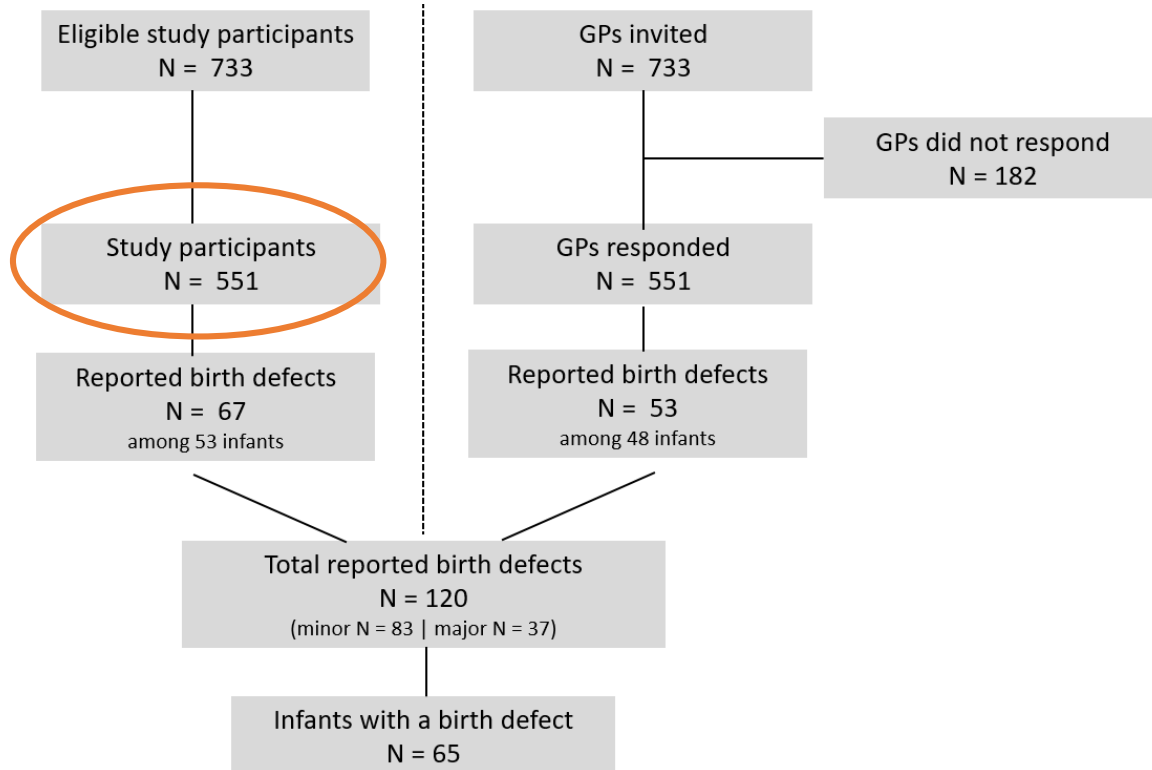 Eligible study participants
N = 733
GPs invited
N = 733
GPs did not respond
N = 182
Study participants
N = 551
GPs responded
N = 551
Reported birth defects
N = 67
among 53 infants
Reported birth defects
N = 53
among 48 infants
Total reported birth defects
N = 120
(minor N = 83 | major N = 37)
Infants with a birth defect
N = 65